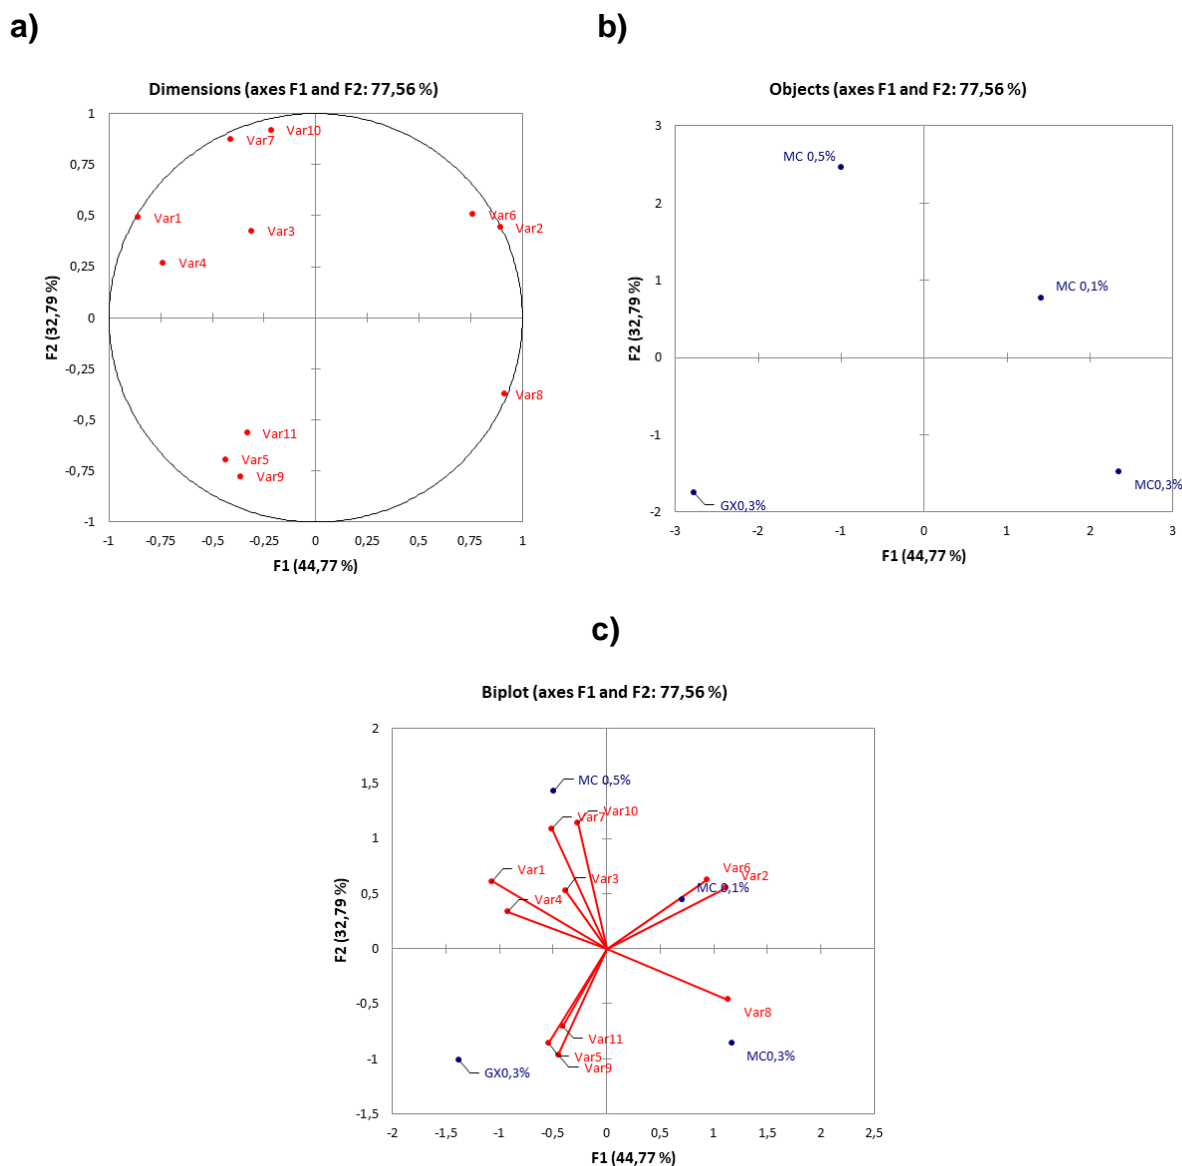 a)
b)
Dimensions (axes F1 and F2: 77,56 %)
1
0,75
0,5
0,25
0
-0,25
-0,5
-0,75
-1
F2 (32,79 %)
Var10
Var7
Var1
Var3
Var4
Var6
Var2
Var8
Var11
Var5
Var9
-1 -0,75 -0,5 -0,25 0 0,25 0,5 0,75 1
F1 (44,77 %)
Objects (axes F1 and F2: 77,56 %)
3
2
1
0
-1
-2
F2 (32,79 %)
MC 0,5%
MC 0,1%
MC0,3%
GX0,3%
-3 -2 -1 0 1 2 3
F1 (44,77 %)
c)
Biplot (axes F1 and F2: 77,56 %)
2
1,5
1
0,5
0
-0,5
-1
-1,5
F2 (32,79 %)
MC 0,5%
Var10
Var7
Var1
Var3
Var4
Var6
Var2
MC 0,1%
Var8
Var11
Var5
Var9
MC0,3%
GX0,3%
-2 -1,5 -1 -0,5 0 0,5 1 1,5 2 2,5
F1 (44,77 %)